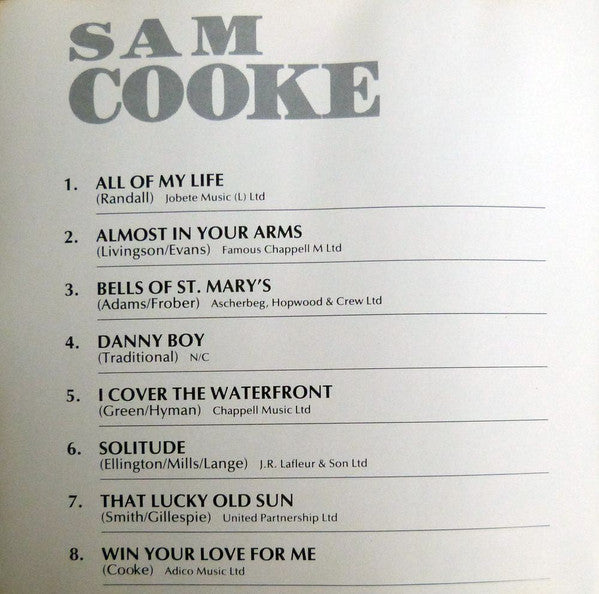 SAM
COOKE
1. ALL OF MY LIFE
(Randall) Jobete Music (L) Ltd
2. ALMOST IN YOUR ARMS
(Livingson/Evans) Famous Chappell M Ltd
3. BELLS OF ST. MARY'S
(Adams/Frober) Ascherbeg, Hopwood & Crew Ltd
4. DANNY BOY
(Traditional) N/C
5. I COVER THE WATERFRONT
(Green/Hyman) Chappell Music Ltd
6. SOLITUDE
(Ellington/Mills/Lange) J.R. Lafleur & Son Ltd
7. THAT LUCKY OLD SUN
(Smith/Gillespie) United Partnership Ltd
8. WIN YOUR LOVE FOR ME
(Cooke) Adico Music Ltd